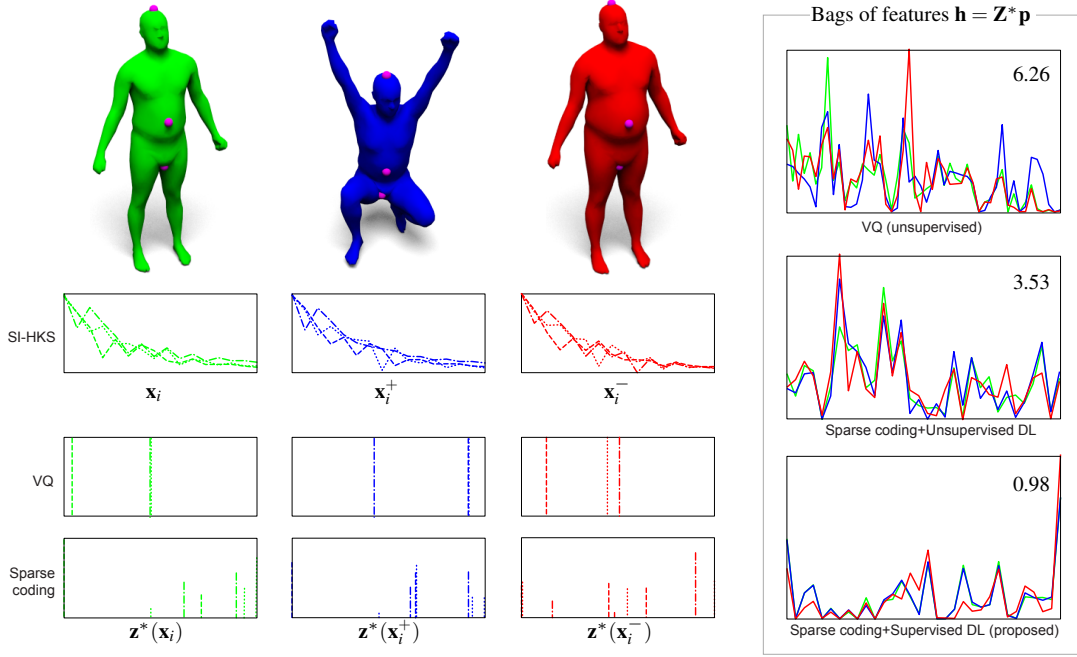 Bags of features h = Z*p
6.26
VQ (unsupervised)
3.53
Sparse coding+Unsupervised DL
0.98
Sparse coding+Supervised DL (proposed)
SI-HKS
x_i x_i^+ x_i^−
VQ
Sparse
coding
z*(x_i) z*(x_i^+) z*(x_i^−)